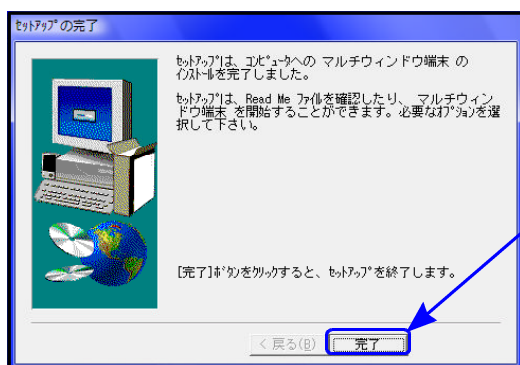 ｾｯﾄｱｯﾌﾟの完了
ｾｯﾄｱｯﾌﾟは、ｺﾝﾋﾟｭｰﾀへの マルチウィンドウ端末 の
ｲﾝｽﾄｰﾙを完了しました。
ｾｯﾄｱｯﾌﾟは、Read Me ﾌｧｲﾙを確認したり、 マルチウィン
ドウ端末 を開始することができます。必要なｵﾌﾟｼｮﾝを選
択して下さい。
[完了]ﾎﾞﾀﾝをｸﾘｯｸすると、ｾｯﾄｱｯﾌﾟを終了します。
< 戻る(B)
完了